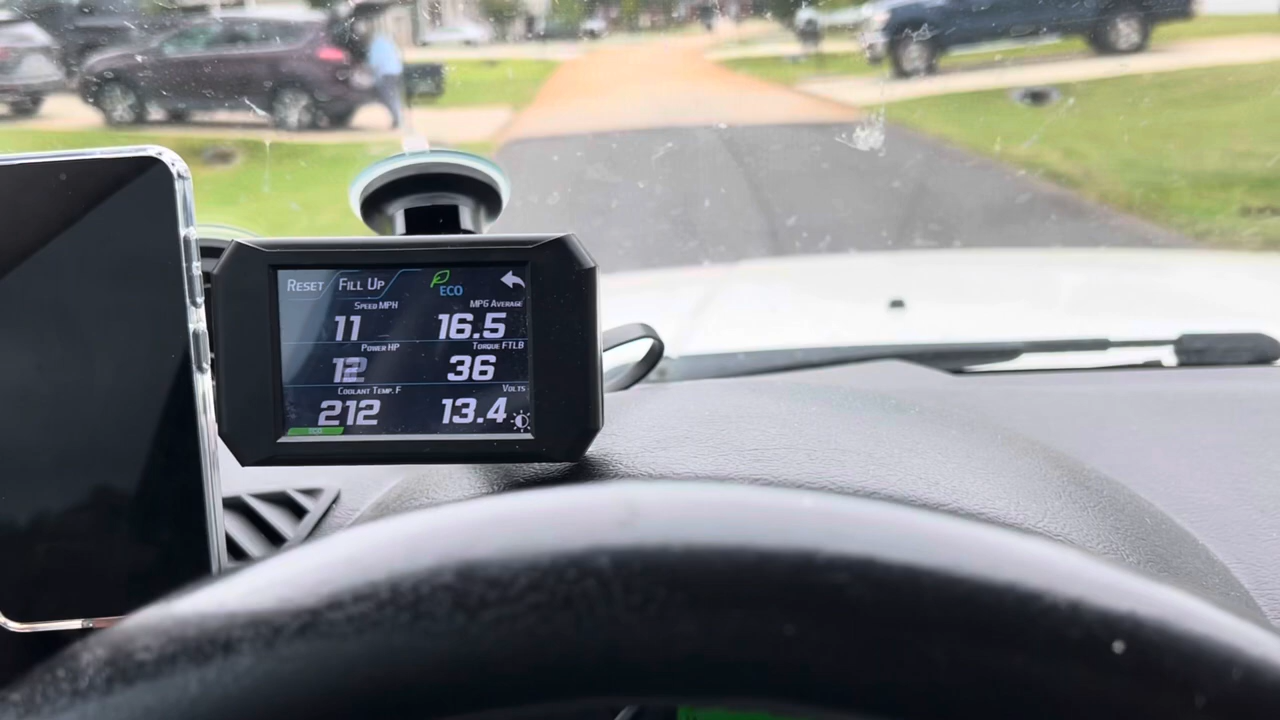 RESET FILL UP ECO
SPEED MPH MPG AVERAGE
11 16.5
POWER HP TORQUE FTLB
12 36
COOLANT TEMP. F VOLTS
212 13.4